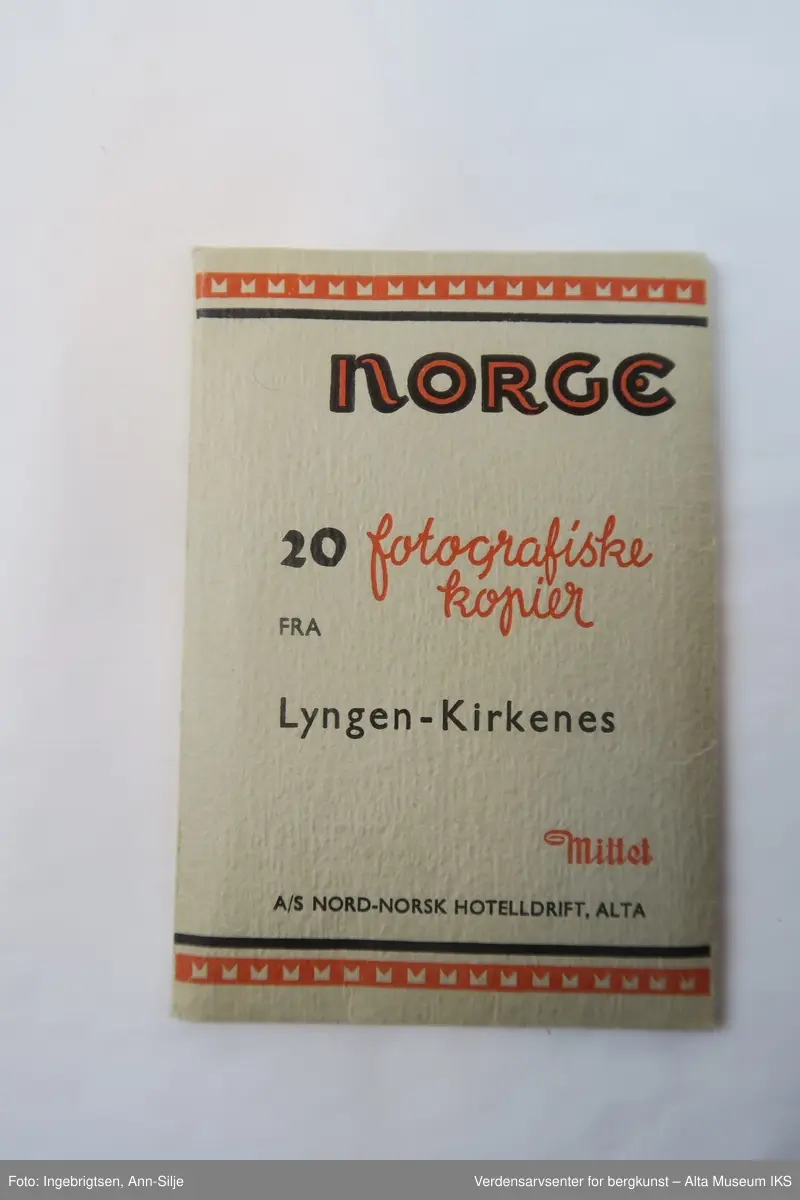 NORGE
20 fotografiske
kopier
FRA
Lyngen-Kirkenes
Mittet
A/S NORD-NORSK HOTELLDRIFT, ALTA
Foto: Ingebrigtsen, Ann-Silje
Verdensarvsenter for bergkunst – Alta Museum IKS